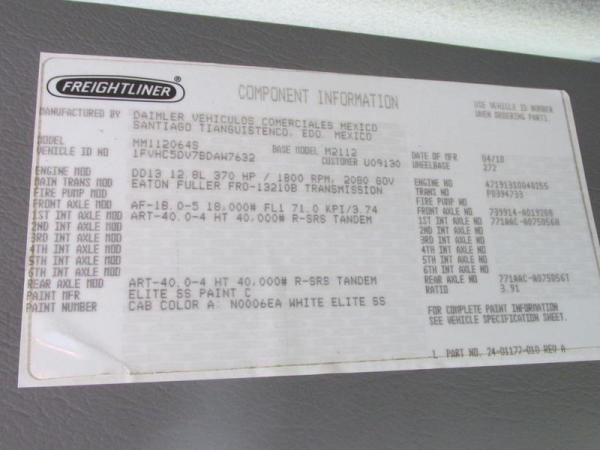 FREIGHTLINER®
COMPONENT INFORMATION
USE VEHICLE ID NUMBER
WHEN ORDERING PARTS.
MANUFACTURED BY DAIMLER VEHICULOS COMERCIALES MEXICO
SANTIAGO TIANGUISTENCO, EDO. MEXICO
MODEL MM112064S BASE MODEL M2112 DATE OF MFR 04/10
VEHICLE ID NO 1FVHC5DV7BDAW7632 CUSTOMER U09130 WHEELBASE 272
ENGINE MOD DD13 12.8L 370 HP / 1800 RPM, 2080 GOV ENGINE NO
MAIN TRANS MOD EATON FULLER FRO-13210B TRANSMISSION TRANS NO
FIRE PUMP MOD FIRE PUMP NO
FRONT AXLE MOD AF-18.0-5 18,000# FL1 71.0 KPI/3.74 FRONT AXLE NO
1ST INT AXLE MOD ART-40.0-4 HT 40,000# R-SRS TANDEM 1ST INT AXLE NO
2ND INT AXLE MOD 2ND INT AXLE NO
3RD INT AXLE MOD 3RD INT AXLE NO
4TH INT AXLE MOD 4TH INT AXLE NO
5TH INT AXLE MOD 5TH INT AXLE NO
6TH INT AXLE MOD 6TH INT AXLE NO
REAR AXLE MOD ART-40.0-4 HT 40,000# R-SRS TANDEM REAR AXLE NO
PAINT MFR ELITE SS PAINT C RATIO 3.91
PAINT NUMBER CAB COLOR A: N0006EA WHITE ELITE SS
FOR COMPLETE PAINT INFORMATION
SEE VEHICLE SPECIFICATION SHEET.
PART NO. 24-01177-010 REV A